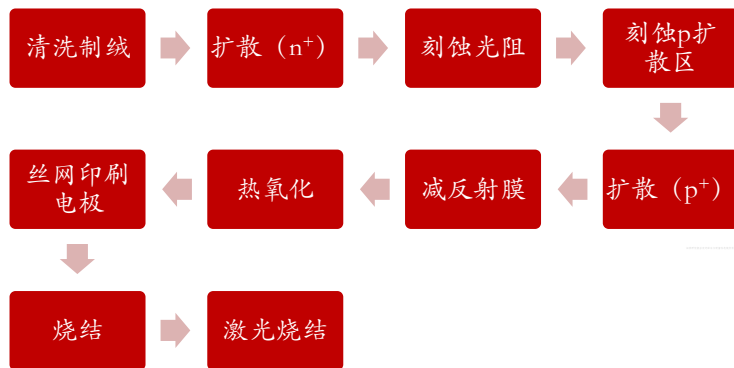 清洗制绒
扩散（n⁺）
刻蚀光阻
刻蚀p扩
散区
扩散（p⁺）
减反射膜
热氧化
丝网印刷
电极
烧结
激光烧结